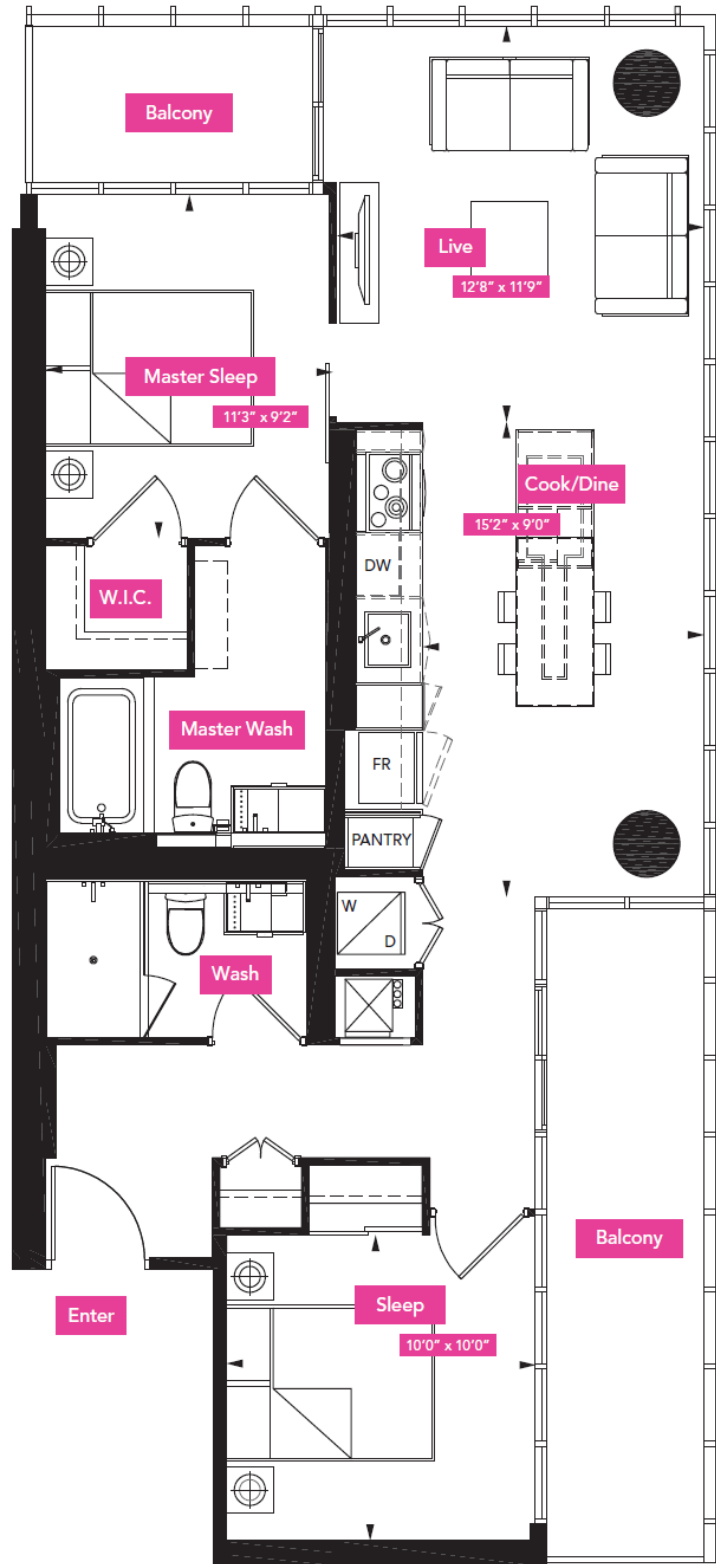 Balcony
Live
12'8" x 11'9"
Master Sleep
11'3" x 9'2"
Cook/Dine
15'2" x 9'0"
DW
W.I.C.
Master Wash
FR
PANTRY
W
D
Wash
Balcony
Enter
Sleep
10'0" x 10'0"